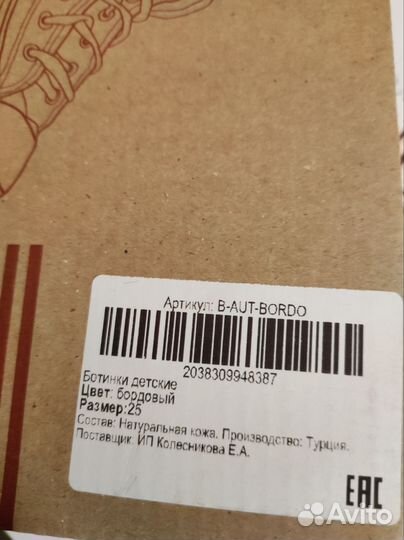 Артикул: B-AUT-BORDO
2038309948387
Ботинки детские
Цвет: бордовый
Размер:25
Состав: Натуральная кожа. Производство: Турция.
Поставщик: ИП Колесникова Е.А.
EAC
Avito